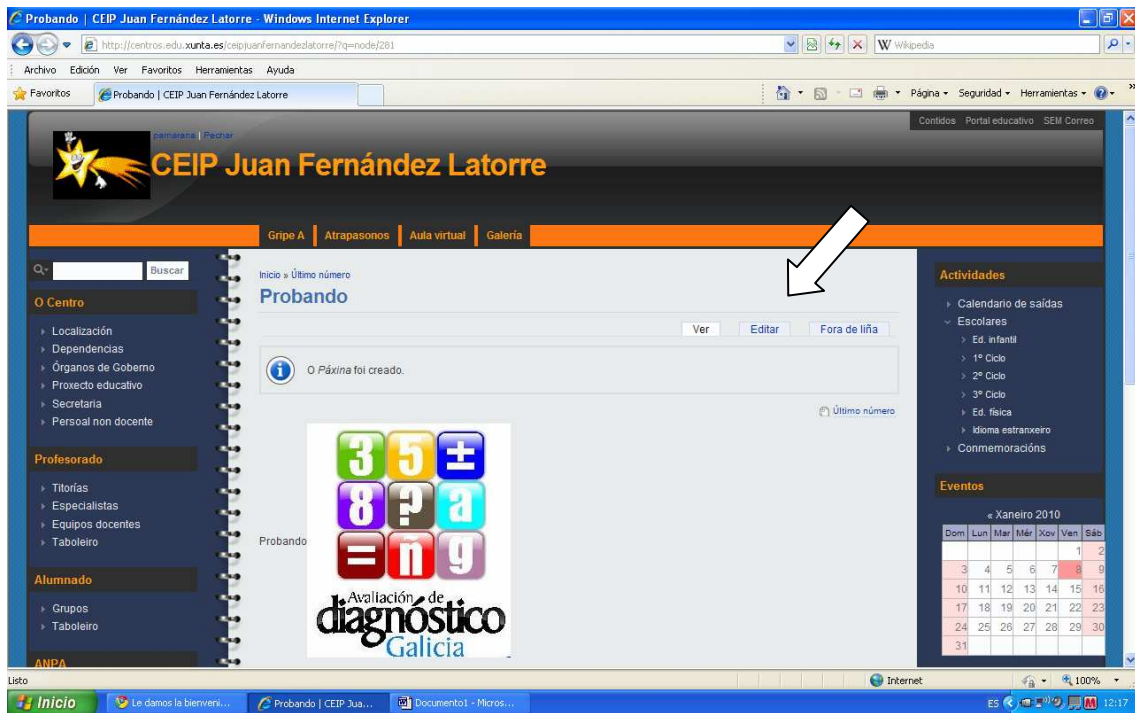 Probando | CEIP Juan Fernández Latorre - Windows Internet Explorer
http://centros.edu.xunta.es/ceipjuanfernandezlatorre/?q=node/281
Wikipedia
Archivo Edición Ver Favoritos Herramientas Ayuda
Favoritos
Probando | CEIP Juan Fernández Latorre
Página Seguridad Herramientas
Contidos Portal educativo SEM Correo
pamarana | Pechar
CEIP Juan Fernández Latorre
Gripe A Atrapasonos Aula virtual Galería
Buscar
O Centro
Localización
Dependencias
Órganos de Goberno
Proxecto educativo
Secretaria
Persoal non docente
Profesorado
Titorías
Especialistas
Equipos docentes
Taboleiro
Alumnado
Grupos
Taboleiro
ANPA
Inicio » Último número
Probando
Ver Editar Fora de liña
O Páxina foi creado.
Último número
Probando
3 5 ±
8 ? a
= ñ g
Avaliación de
diagnóstico
Galicia
Actividades
Calendario de saídas
Escolares
Ed. infantil
1º Ciclo
2º Ciclo
3º Ciclo
Ed. física
Idioma estranxeiro
Conmemoracións
Eventos
« Xaneiro 2010
Dom Lun Mar Mér Xov Ven Sáb
1 2
3 4 5 6 7 8 9
10 11 12 13 14 15 16
17 18 19 20 21 22 23
24 25 26 27 28 29 30
31
Listo
Internet
100%
Inicio
Le damos la bienveni...
Probando | CEIP Jua...
Documento1 - Micros...
ES
12:17